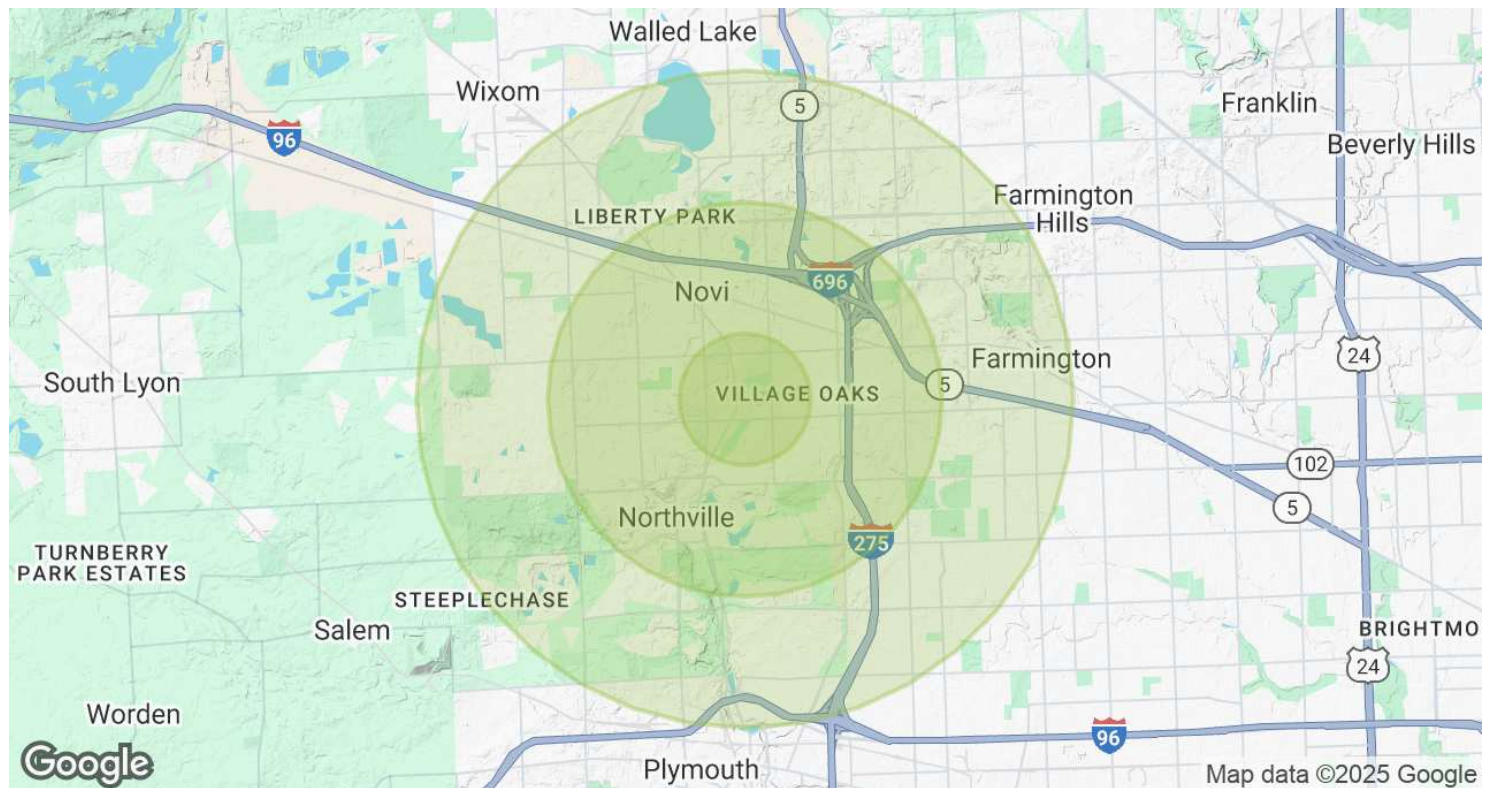 Walled Lake
Wixom
5
Franklin
96
Beverly Hills
Farmington
Hills
LIBERTY PARK
696
Novi
South Lyon
VILLAGE OAKS
5
Farmington
24
102
5
Northville
275
TURNBERRY
PARK ESTATES
STEEPLECHASE
Salem
BRIGHTMO
24
Worden
96
Google
Plymouth
Map data ©2025 Google